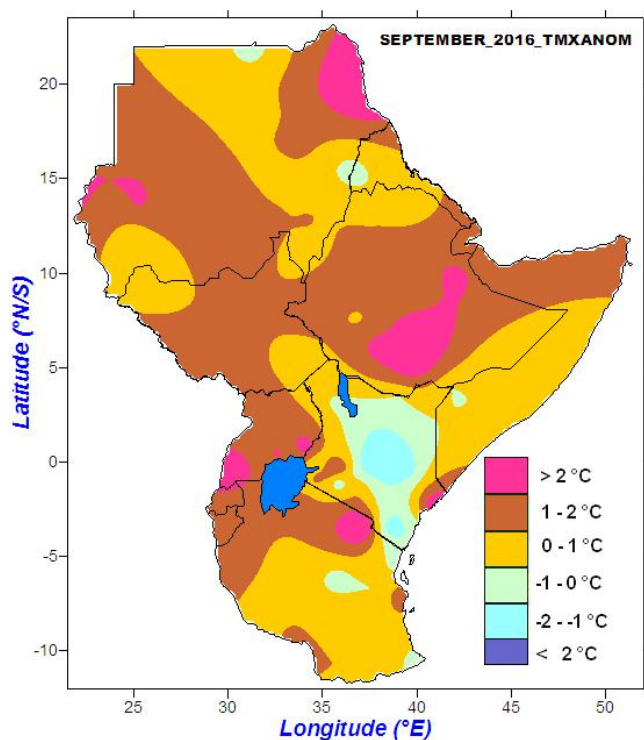 SEPTEMBER_2016_TMXANOM
20
15
10
5
0
-5
-10
Latitude (°N/S)
> 2 °C
1 - 2 °C
0 - 1 °C
-1 - 0 °C
-2 - -1 °C
< 2 °C
25 30 35 40 45 50
Longitude (°E)